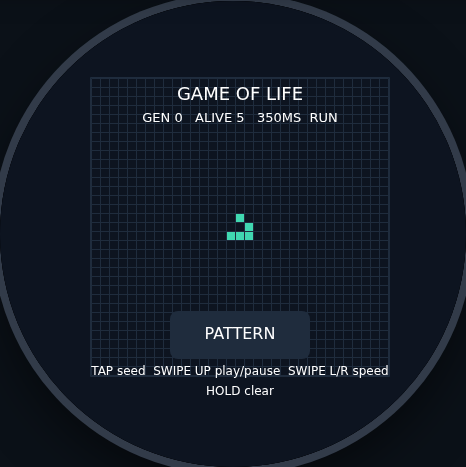 GAME OF LIFE
GEN 0 ALIVE 5 350MS RUN
PATTERN
TAP seed SWIPE UP play/pause SWIPE L/R speed
HOLD clear